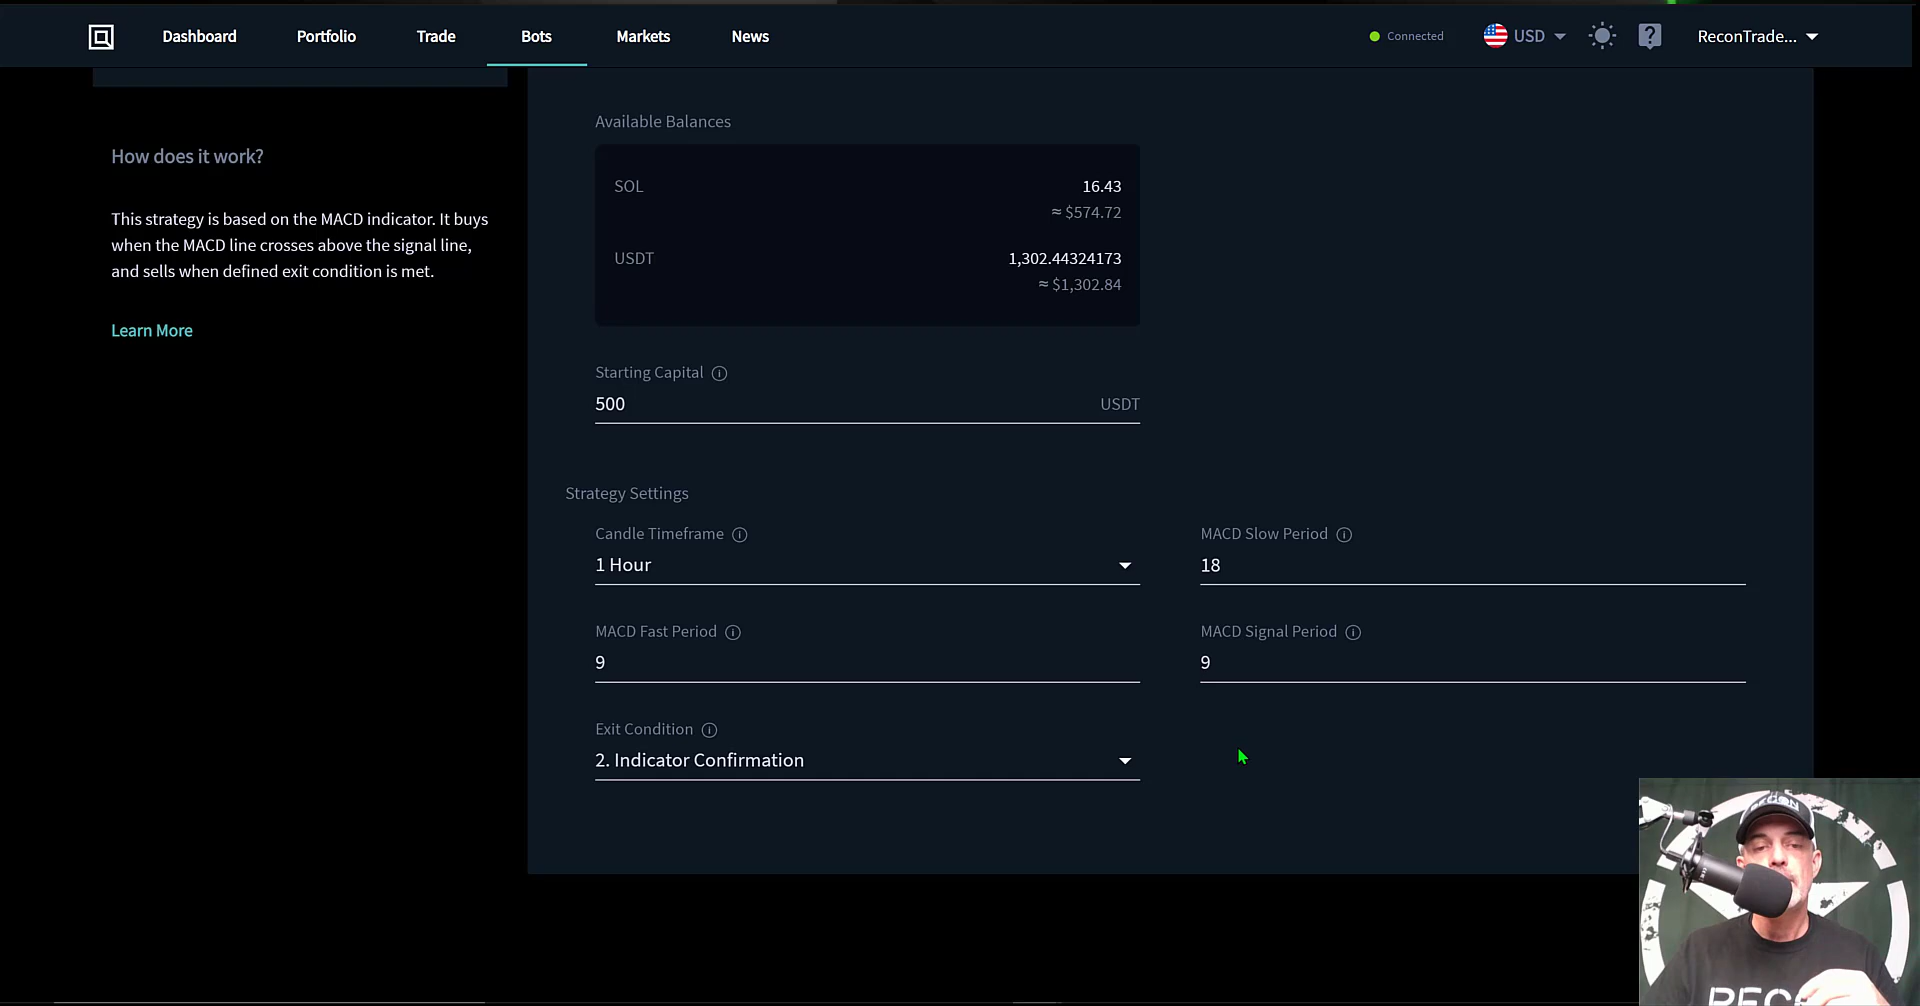 Dashboard
Portfolio
Trade
Bots
Markets
News
Connected
USD
ReconTrade...
How does it work?
This strategy is based on the MACD indicator. It buys
when the MACD line crosses above the signal line,
and sells when defined exit condition is met.
Learn More
Available Balances
SOL
16.43
≈ $574.72
USDT
1,302.44324173
≈ $1,302.84
Starting Capital
500
USDT
Strategy Settings
Candle Timeframe
1 Hour
MACD Slow Period
18
MACD Fast Period
9
MACD Signal Period
9
Exit Condition
2. Indicator Confirmation